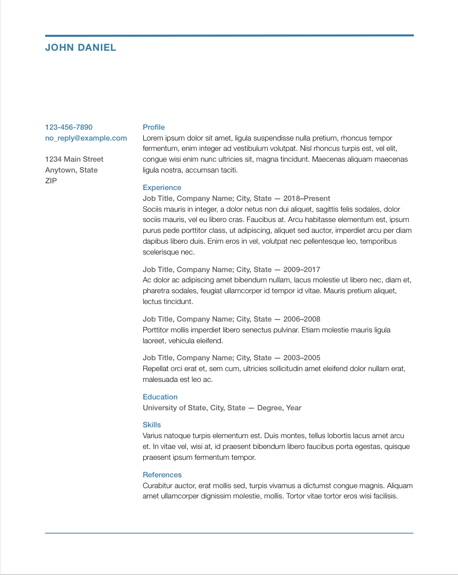 JOHN DANIEL
123-456-7890
no_reply@example.com
1234 Main Street
Anytown, State
ZIP
Profile
Lorem ipsum dolor sit amet, ligula suspendisse nulla pretium, rhoncus tempor
fermentum, enim integer ad vestibulum volutpat. Nisl rhoncus turpis est, vel elit,
congue wisi enim nunc ultricies sit, magna tincidunt. Maecenas aliquam maecenas
ligula nostra, accumsan taciti.
Experience
Job Title, Company Name; City, State — 2018–Present
Sociis mauris in integer, a dolor netus non dui aliquet, sagittis felis sodales, dolor
sociis mauris, vel eu libero cras. Faucibus at. Arcu habitasse elementum est, ipsum
purus pede porttitor class, ut adipiscing, aliquet sed auctor, imperdiet arcu per diam
dapibus libero duis. Enim eros in vel, volutpat nec pellentesque leo, temporibus
scelerisque nec.
Job Title, Company Name; City, State — 2009–2017
Ac dolor ac adipiscing amet bibendum nullam, lacus molestie ut libero nec, diam et,
pharetra sodales, feugiat ullamcorper id tempor id vitae. Mauris pretium aliquet,
lectus tincidunt.
Job Title, Company Name; City, State — 2006–2008
Porttitor mollis imperdiet libero senectus pulvinar. Etiam molestie mauris ligula
laoreet, vehicula eleifend.
Job Title, Company Name; City, State — 2003–2005
Repellat orci erat et, sem cum, ultricies sollicitudin amet eleifend dolor nullam erat,
malesuada est leo ac.
Education
University of State, City, State — Degree, Year
Skills
Varius natoque turpis elementum est. Duis montes, tellus lobortis lacus amet arcu
et. In vitae vel, wisi at, id praesent bibendum libero faucibus porta egestas, quisque
praesent ipsum fermentum tempor.
References
Curabitur auctor, erat mollis sed, turpis vivamus a dictumst congue magnis. Aliquam
amet ullamcorper dignissim molestie, mollis. Tortor vitae tortor eros wisi facilisis.